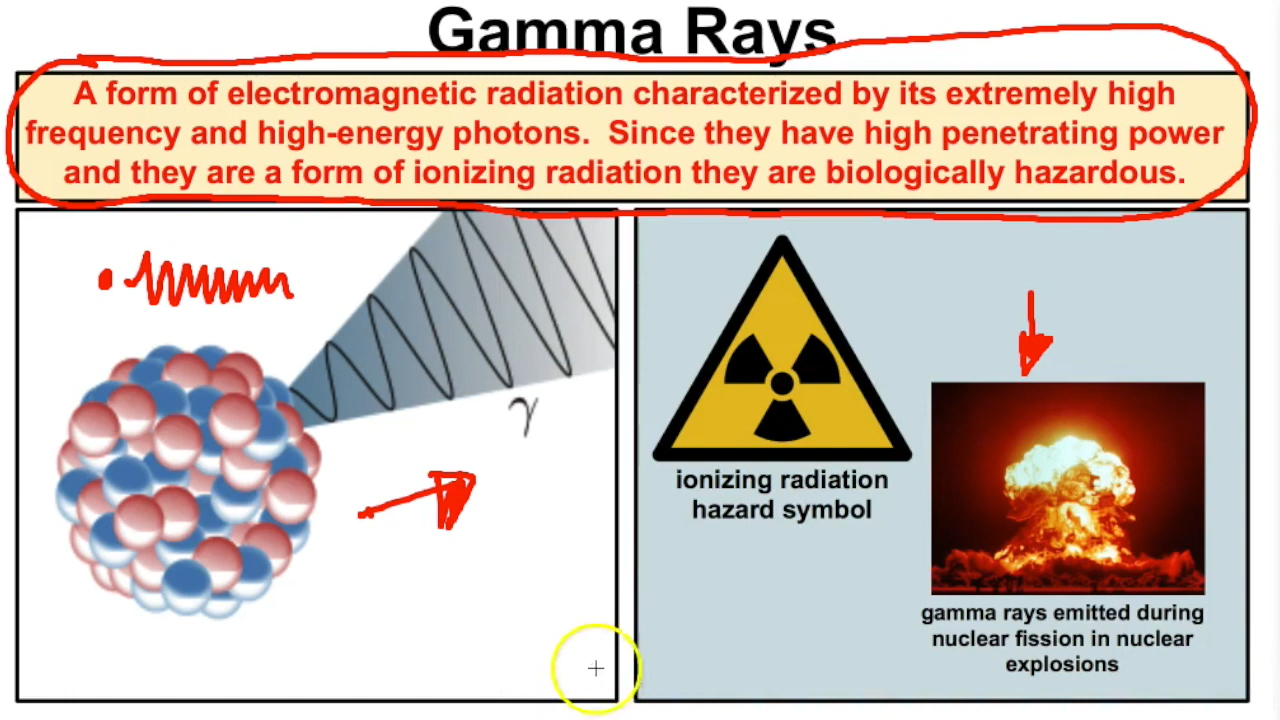 Gamma Rays
A form of electromagnetic radiation characterized by its extremely high
frequency and high-energy photons. Since they have high penetrating power
and they are a form of ionizing radiation they are biologically hazardous.
γ
ionizing radiation
hazard symbol
gamma rays emitted during
nuclear fission in nuclear
explosions